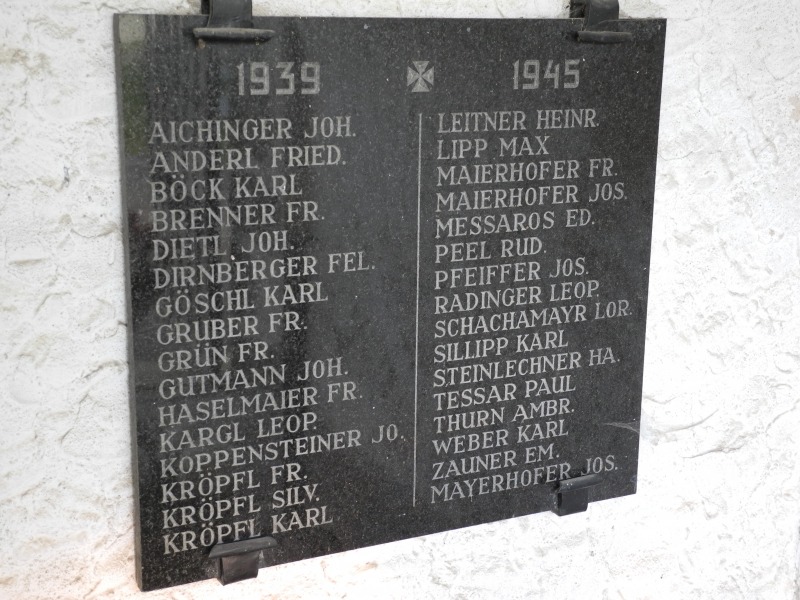 1939 1945
AICHINGER JOH.
ANDERL FRIED.
BÖCK KARL
BRENNER FR.
DIETL JOH.
DIRNBERGER FEL.
GÖSCHL KARL
GRUBER FR.
GRÜN FR.
GUTMANN JOH.
HASELMAIER FR.
KARGL LEOP.
KOPPENSTEINER JO.
KRÖPFL FR.
KRÖPFL SILV.
KRÖPFL KARL
LEITNER HEINR.
LIPP MAX
MAIERHOFER FR.
MAIERHOFER JOS.
MESSAROS ED.
PEEL RUD.
PFEIFFER JOS.
RADINGER LEOP.
SCHACHAMAYR LOR.
SILLIPP KARL
STEINLECHNER HA.
TESSAR PAUL
THURN AMBR.
WEBER KARL
ZAUNER EM.
MAYERHOFER JOS.